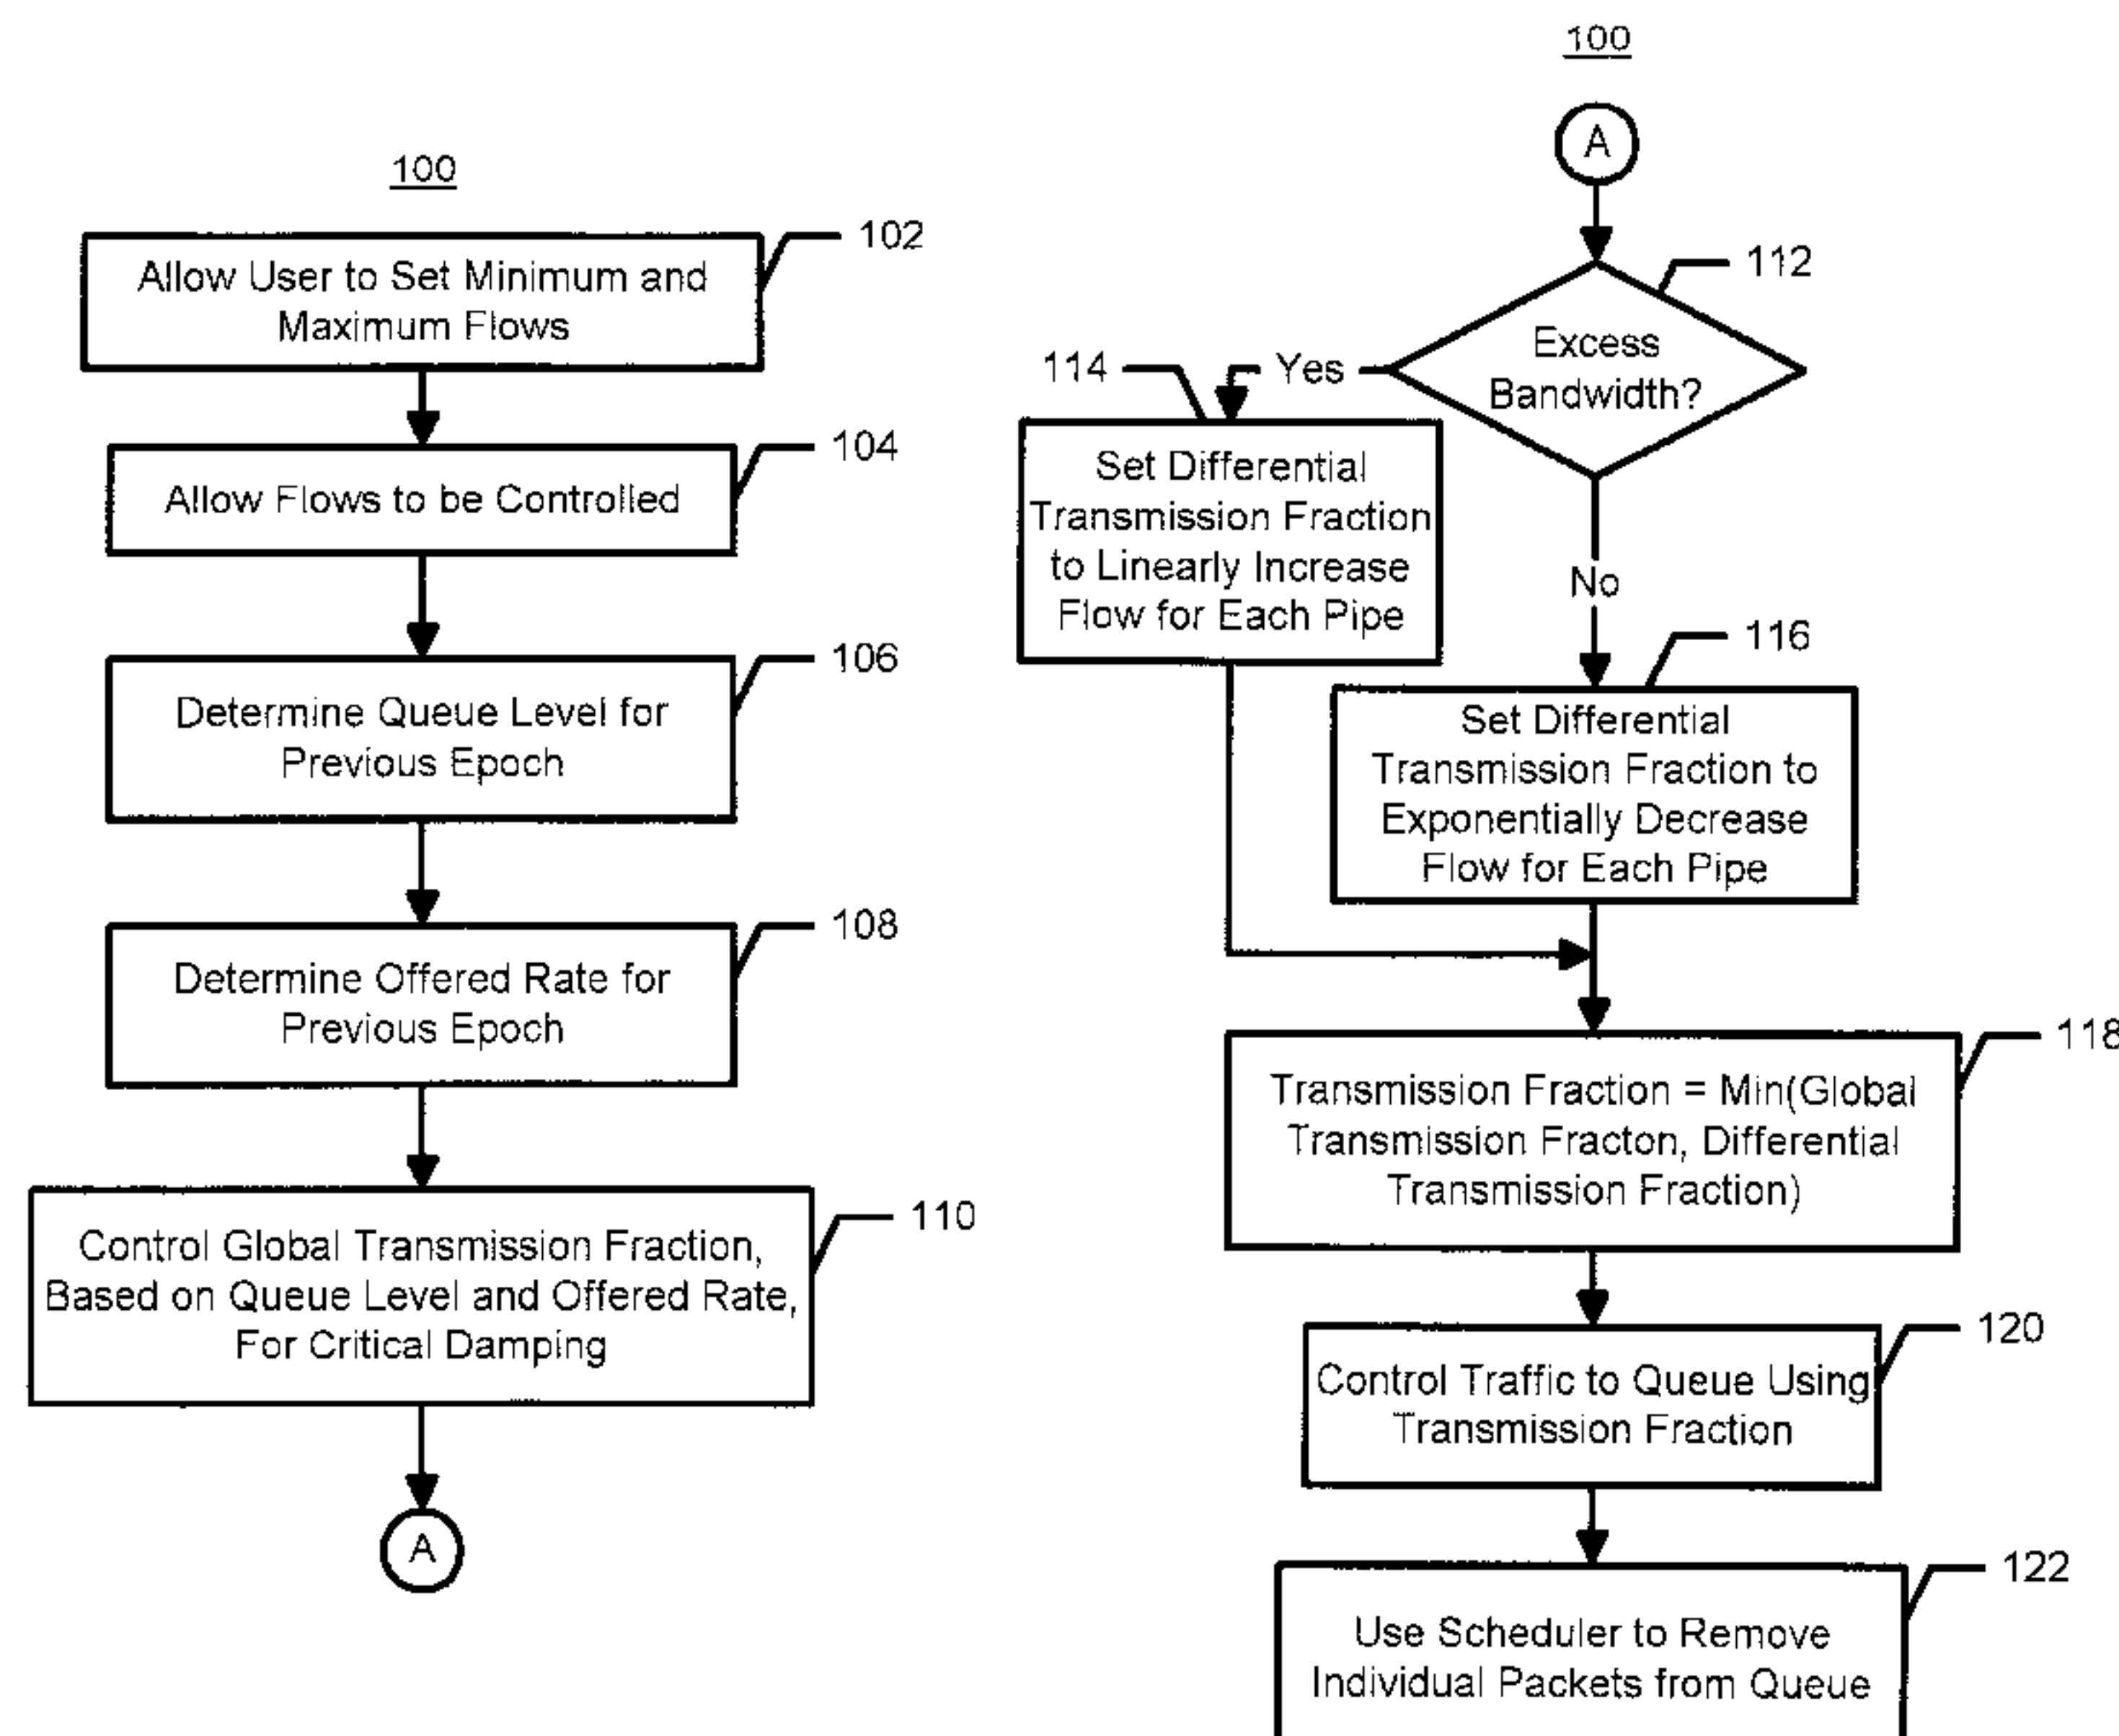 100
102
Allow User to Set Minimum and
Maximum Flows
104
Allow Flows to be Controlled
106
Determine Queue Level for
Previous Epoch
108
Determine Offered Rate for
Previous Epoch
110
Control Global Transmission Fraction,
Based on Queue Level and Offered Rate,
For Critical Damping
A
100
A
112
Excess
Bandwidth?
Yes
114
Set Differential
Transmission Fraction
to Linearly Increase
Flow for Each Pipe
No
116
Set Differential
Transmission Fraction to
Exponentially Decrease
Flow for Each Pipe
118
Transmission Fraction = Min(Global
Transmission Fracton, Differential
Transmission Fraction)
120
Control Traffic to Queue Using
Transmission Fraction
122
Use Scheduler to Remove
Individual Packets from Queue